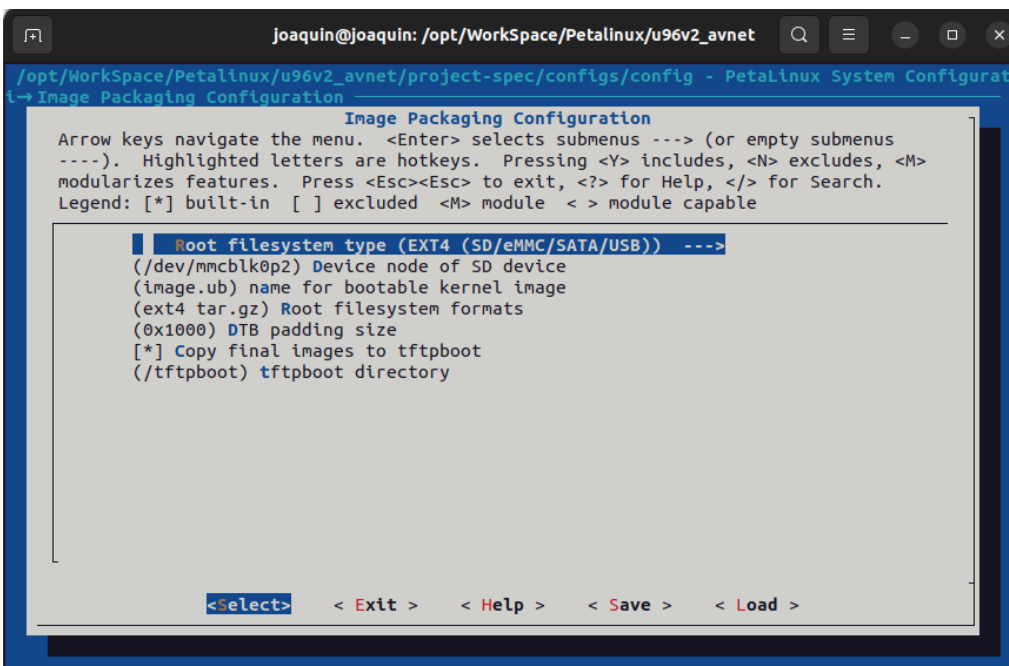 joaquin@joaquin: /opt/WorkSpace/Petalinux/u96v2_avnet
/opt/WorkSpace/Petalinux/u96v2_avnet/project-spec/configs/config - PetaLinux System Configurat
i→Image Packaging Configuration
Image Packaging Configuration
Arrow keys navigate the menu.  <Enter> selects submenus ---> (or empty submenus
----).  Highlighted letters are hotkeys.  Pressing <Y> includes, <N> excludes, <M>
modularizes features.  Press <Esc><Esc> to exit, <?> for Help, </> for Search.
Legend: [*] built-in  [ ] excluded  <M> module  < > module capable
Root filesystem type (EXT4 (SD/eMMC/SATA/USB))  --->
(/dev/mmcblk0p2) Device node of SD device
(image.ub) name for bootable kernel image
(ext4 tar.gz) Root filesystem formats
(0x1000) DTB padding size
[*] Copy final images to tftpboot
(/tftpboot) tftpboot directory
<Select>    < Exit >    < Help >    < Save >    < Load >